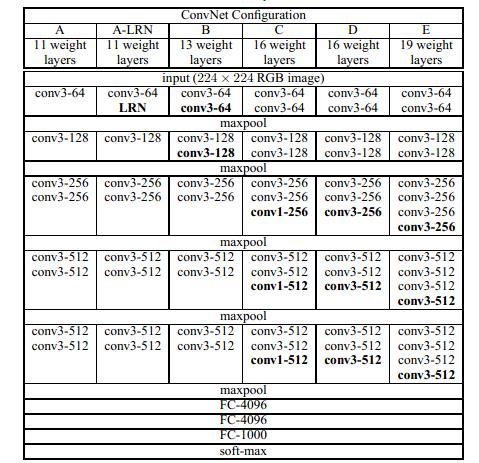 ConvNet Configuration
A A-LRN B C D E
11 weight 11 weight 13 weight 16 weight 16 weight 19 weight
layers layers layers layers layers layers
input (224 × 224 RGB image)
conv3-64 conv3-64 conv3-64 conv3-64 conv3-64 conv3-64
LRN conv3-64 conv3-64 conv3-64 conv3-64
maxpool
conv3-128 conv3-128 conv3-128 conv3-128 conv3-128 conv3-128
conv3-128 conv3-128 conv3-128 conv3-128
maxpool
conv3-256 conv3-256 conv3-256 conv3-256 conv3-256 conv3-256
conv3-256 conv3-256 conv3-256 conv3-256 conv3-256 conv3-256
conv1-256 conv3-256 conv3-256
conv3-256
maxpool
conv3-512 conv3-512 conv3-512 conv3-512 conv3-512 conv3-512
conv3-512 conv3-512 conv3-512 conv3-512 conv3-512 conv3-512
conv1-512 conv3-512 conv3-512
conv3-512
maxpool
conv3-512 conv3-512 conv3-512 conv3-512 conv3-512 conv3-512
conv3-512 conv3-512 conv3-512 conv3-512 conv3-512 conv3-512
conv1-512 conv3-512 conv3-512
conv3-512
maxpool
FC-4096
FC-4096
FC-1000
soft-max